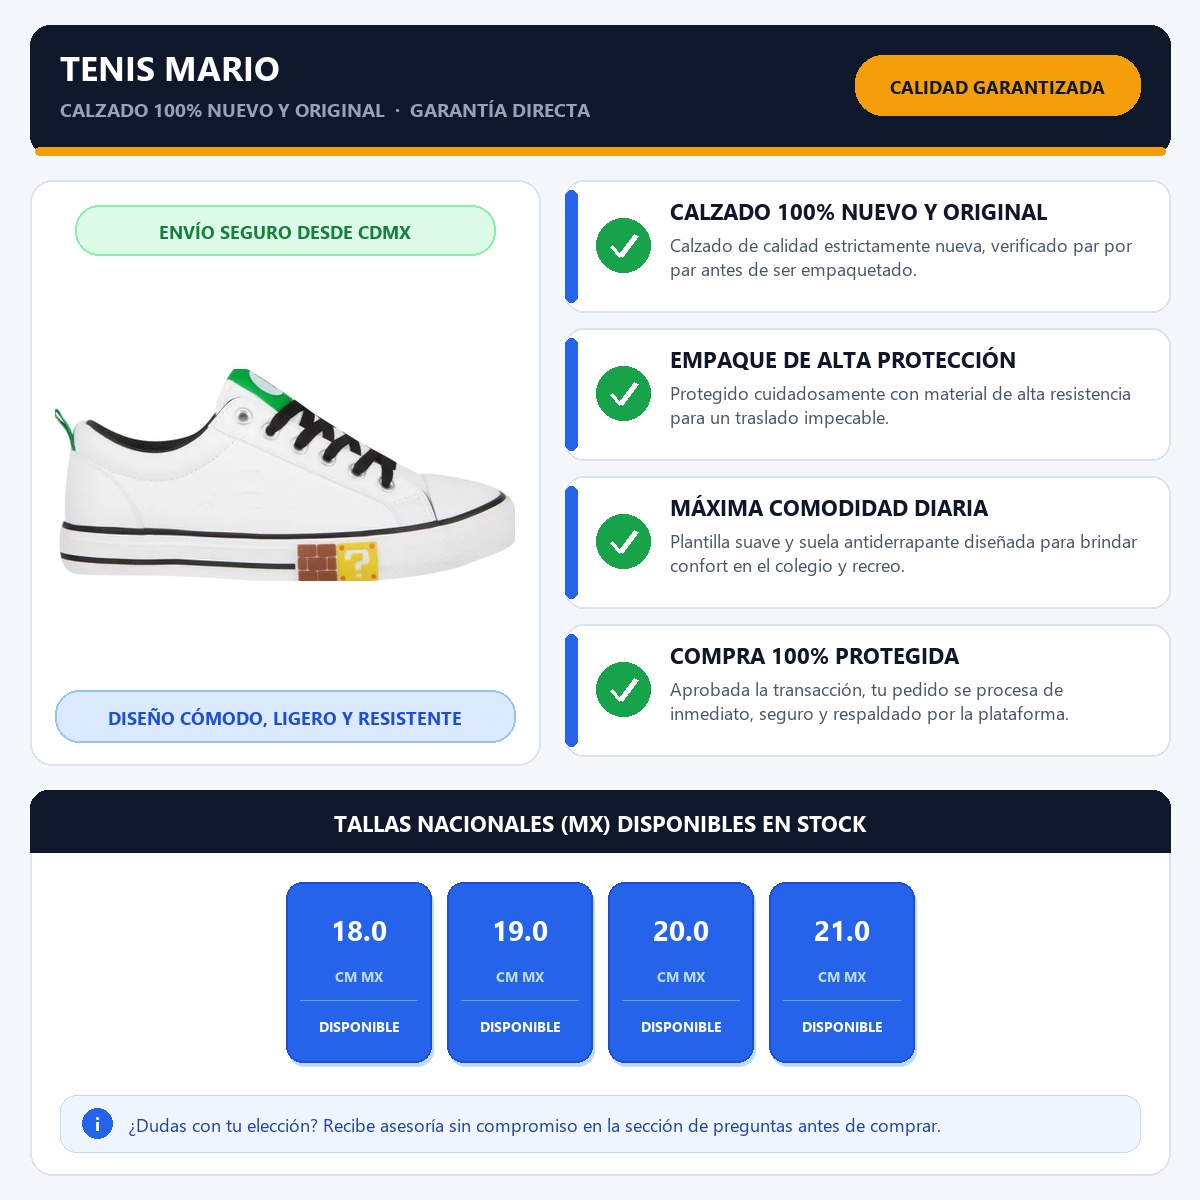 TENIS MARIO
CALZADO 100% NUEVO Y ORIGINAL · GARANTÍA DIRECTA
CALIDAD GARANTIZADA
ENVÍO SEGURO DESDE CDMX
?
DISEÑO CÓMODO, LIGERO Y RESISTENTE
CALZADO 100% NUEVO Y ORIGINAL
Calzado de calidad estrictamente nueva, verificado par por
par antes de ser empaquetado.
EMPAQUE DE ALTA PROTECCIÓN
Protegido cuidadosamente con material de alta resistencia
para un traslado impecable.
MÁXIMA COMODIDAD DIARIA
Plantilla suave y suela antiderrapante diseñada para brindar
confort en el colegio y recreo.
COMPRA 100% PROTEGIDA
Aprobada la transacción, tu pedido se procesa de
inmediato, seguro y respaldado por la plataforma.
TALLAS NACIONALES (MX) DISPONIBLES EN STOCK
18.0
CM MX
DISPONIBLE
19.0
CM MX
DISPONIBLE
20.0
CM MX
DISPONIBLE
21.0
CM MX
DISPONIBLE
i
¿Dudas con tu elección? Recibe asesoría sin compromiso en la sección de preguntas antes de comprar.